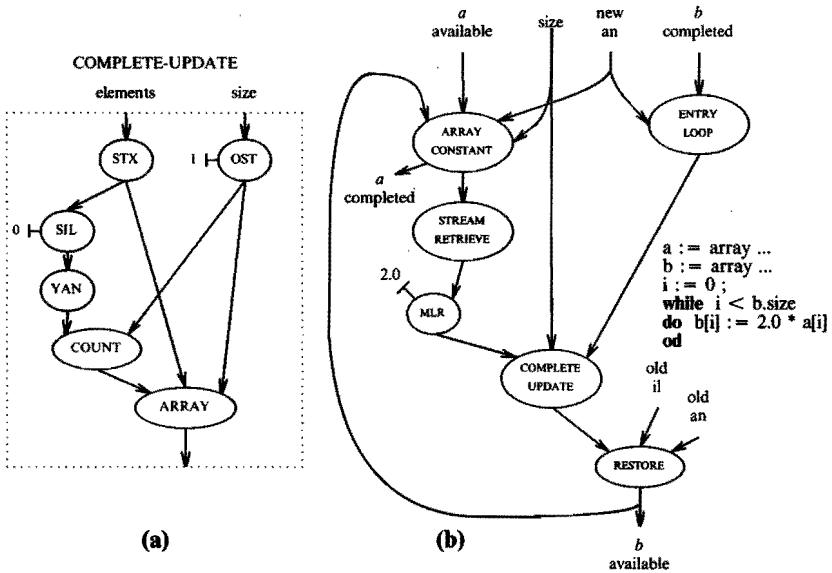 COMPLETE-UPDATE
elements size
STX
1 OST
0 SIL
YAN
COUNT
ARRAY
(a)
a
available
size
new
an
b
completed
ARRAY
CONSTANT
ENTRY
LOOP
a
completed
STREAM
RETRIEVE
2.0
MLR
a := array ...
b := array ...
i := 0 ;
while i < b.size
do b[i] := 2.0 * a[i]
od
COMPLETE
UPDATE
old
il
old
an
RESTORE
(b)
b
available